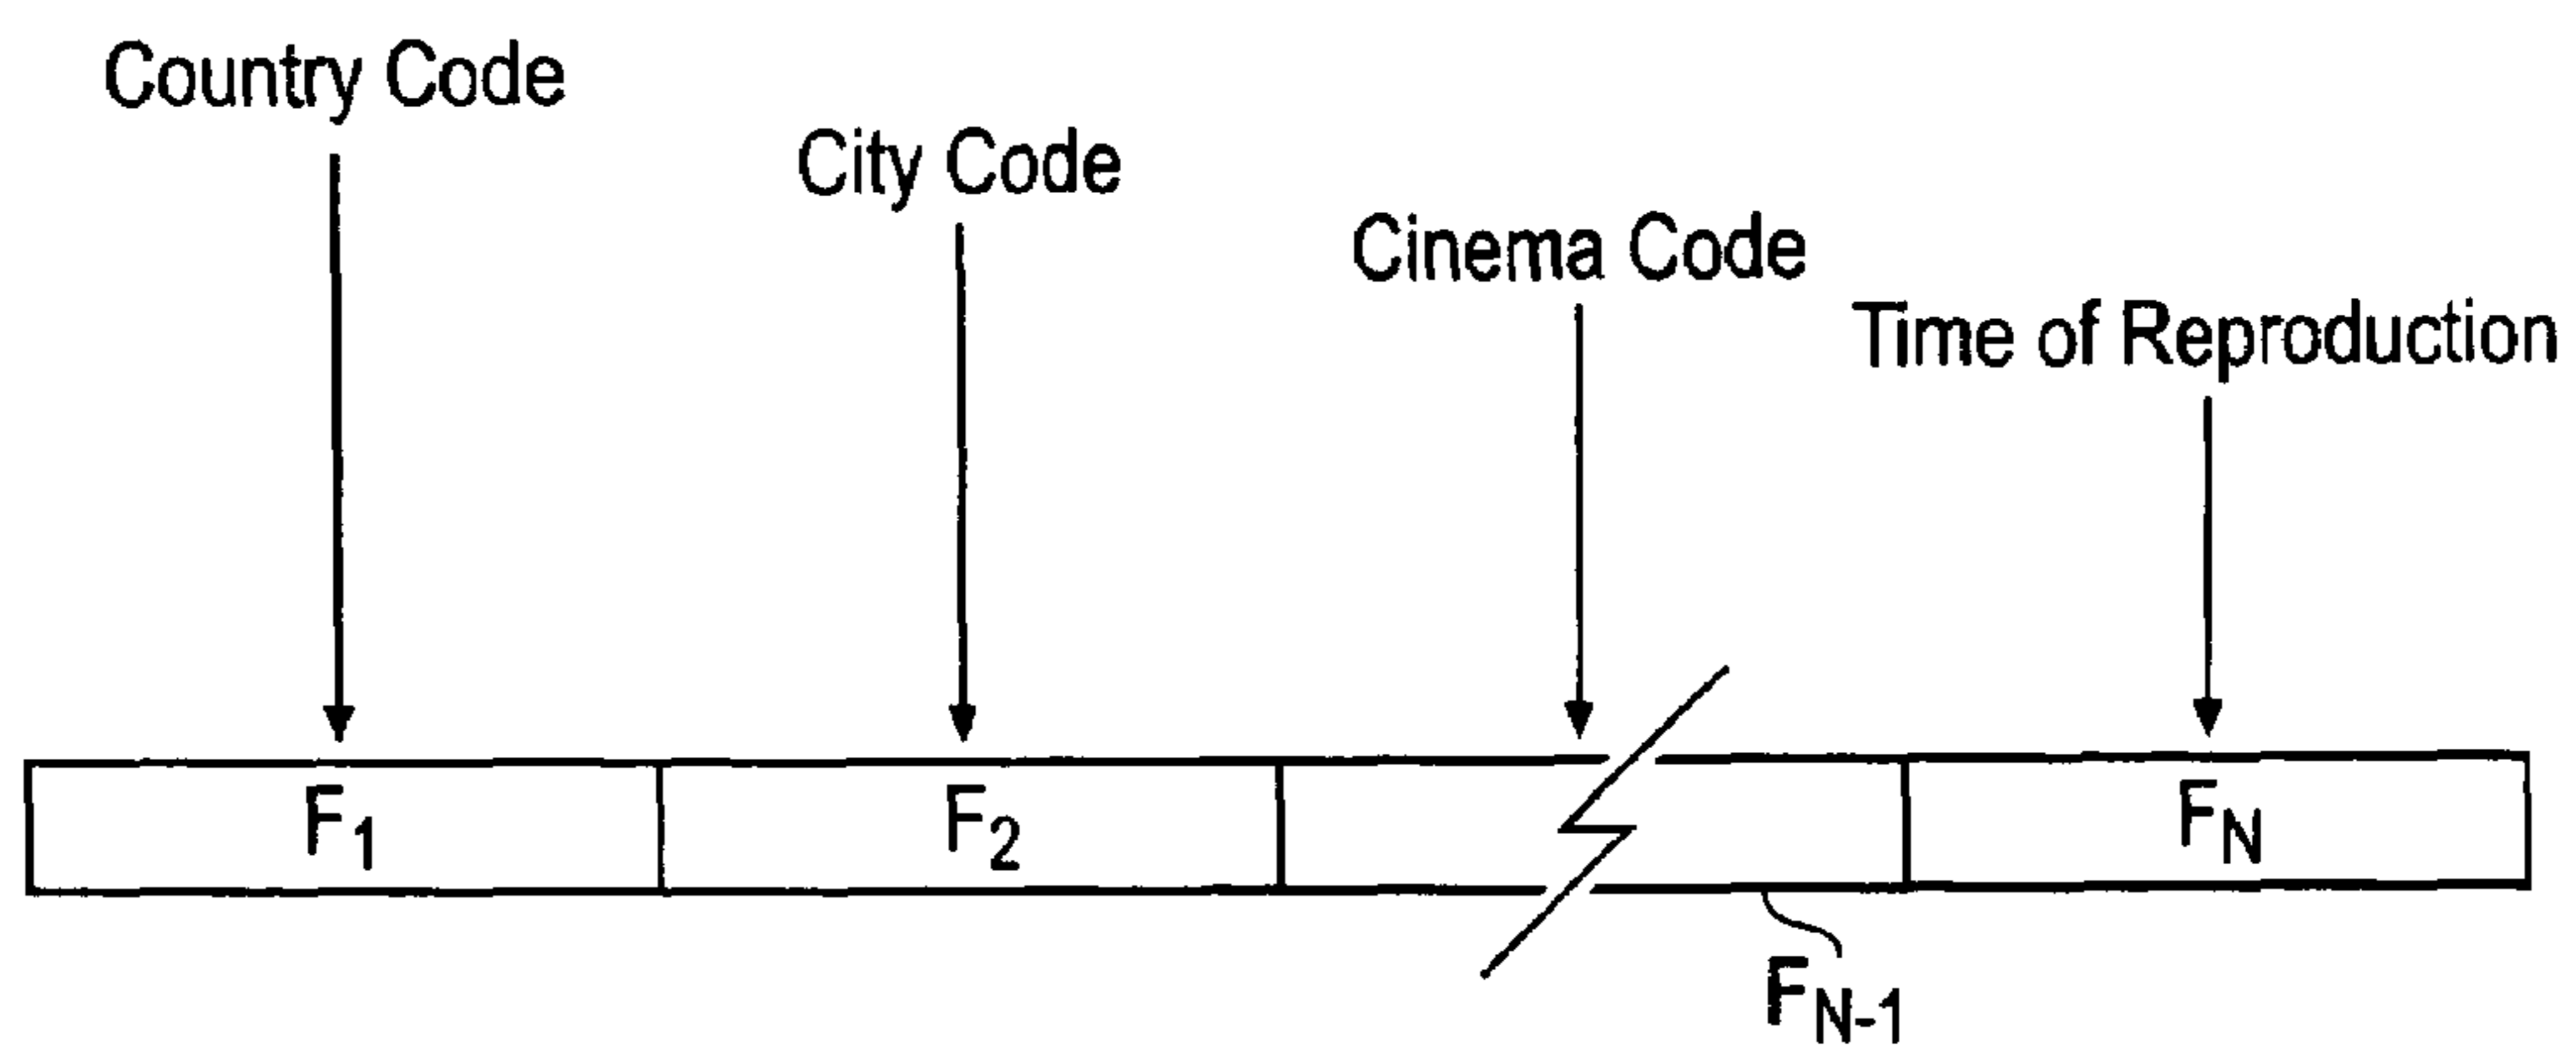 Country Code
City Code
Cinema Code
Time of Reproduction
F1
F2
FN
FN-1